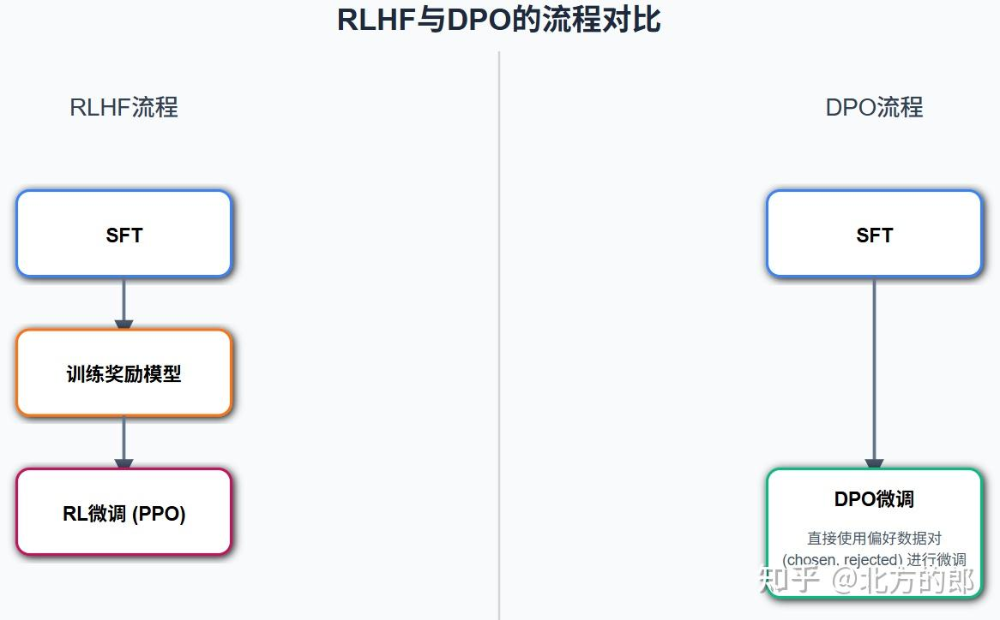 RLHF与DPO的流程对比
RLHF流程
SFT
训练奖励模型
RL微调 (PPO)
DPO流程
SFT
DPO微调
直接使用偏好数据对
(chosen, rejected) 进行微调
知乎 @北方的郎